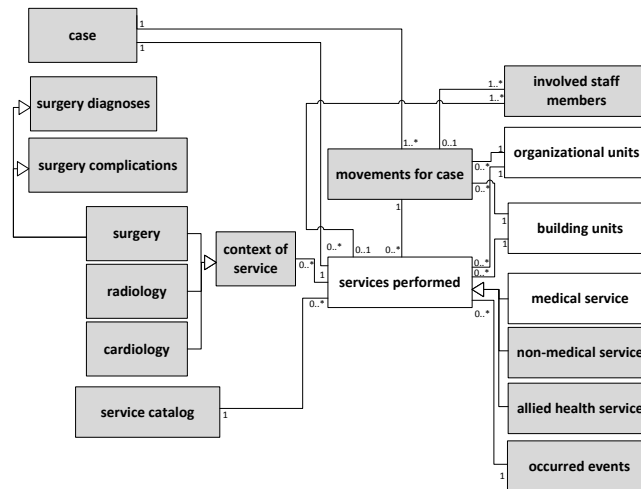 case
1
1
surgery diagnoses
surgery complications
surgery
radiology
cardiology
context of
service
service catalog
1
0..*
1
0..*
0..*
0..1
1..*
0..1
movements for case
1
0..*
services performed
1..*
1..*
involved staff
members
0..*
0..*
1
1
organizational units
1
1
building units
0..*
0..*
0..*
medical service
non-medical service
allied health service
occurred events
1